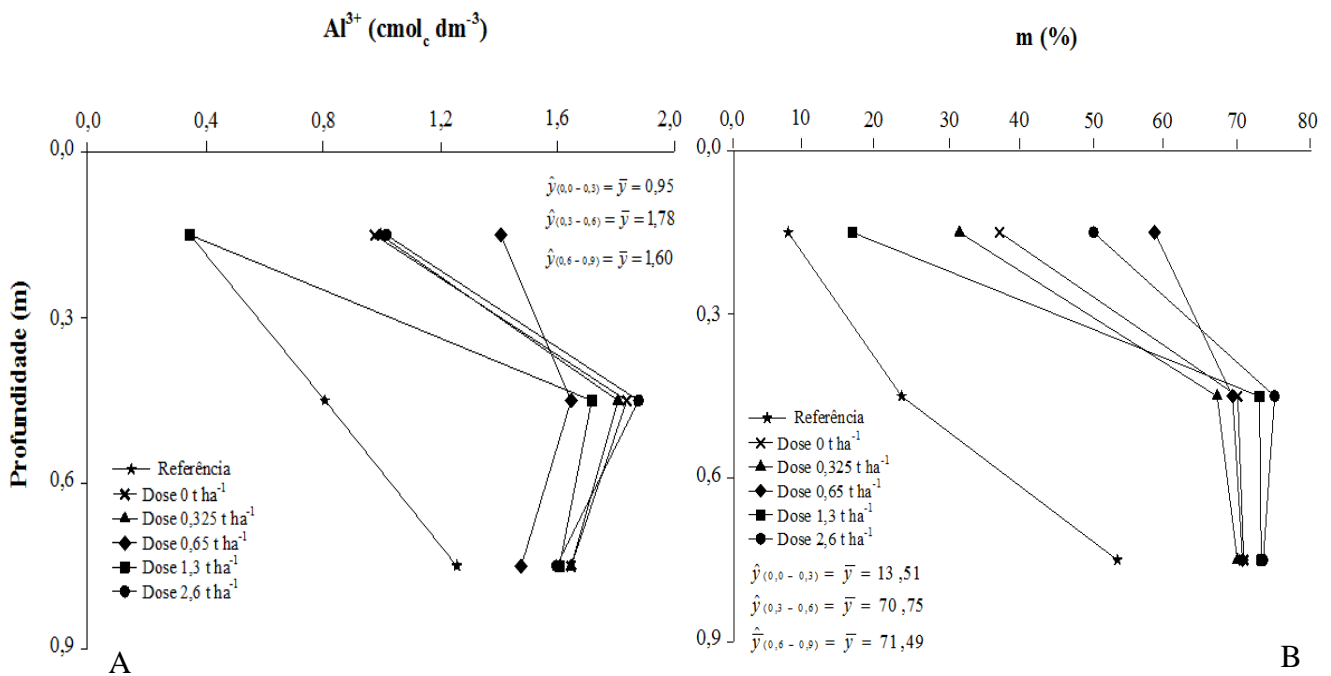 Al³⁺ (cmol_c dm⁻³)
0,0 0,4 0,8 1,2 1,6 2,0
0,0
0,3
0,6
0,9
Profundidade (m)
ŷ(0,0 – 0,3) = ȳ = 0,95
ŷ(0,3 – 0,6) = ȳ = 1,78
ŷ(0,6 – 0,9) = ȳ = 1,60
Referência
Dose 0 t ha⁻¹
Dose 0,325 t ha⁻¹
Dose 0,65 t ha⁻¹
Dose 1,3 t ha⁻¹
Dose 2,6 t ha⁻¹
A
m (%)
0,0 10 20 30 40 50 60 70 80
0,0
0,3
0,6
0,9
Referência
Dose 0 t ha⁻¹
Dose 0,325 t ha⁻¹
Dose 0,65 t ha⁻¹
Dose 1,3 t ha⁻¹
Dose 2,6 t ha⁻¹
ŷ(0,0 – 0,3) = ȳ = 13,51
ŷ(0,3 – 0,6) = ȳ = 70,75
ŷ(0,6 – 0,9) = ȳ = 71,49
B